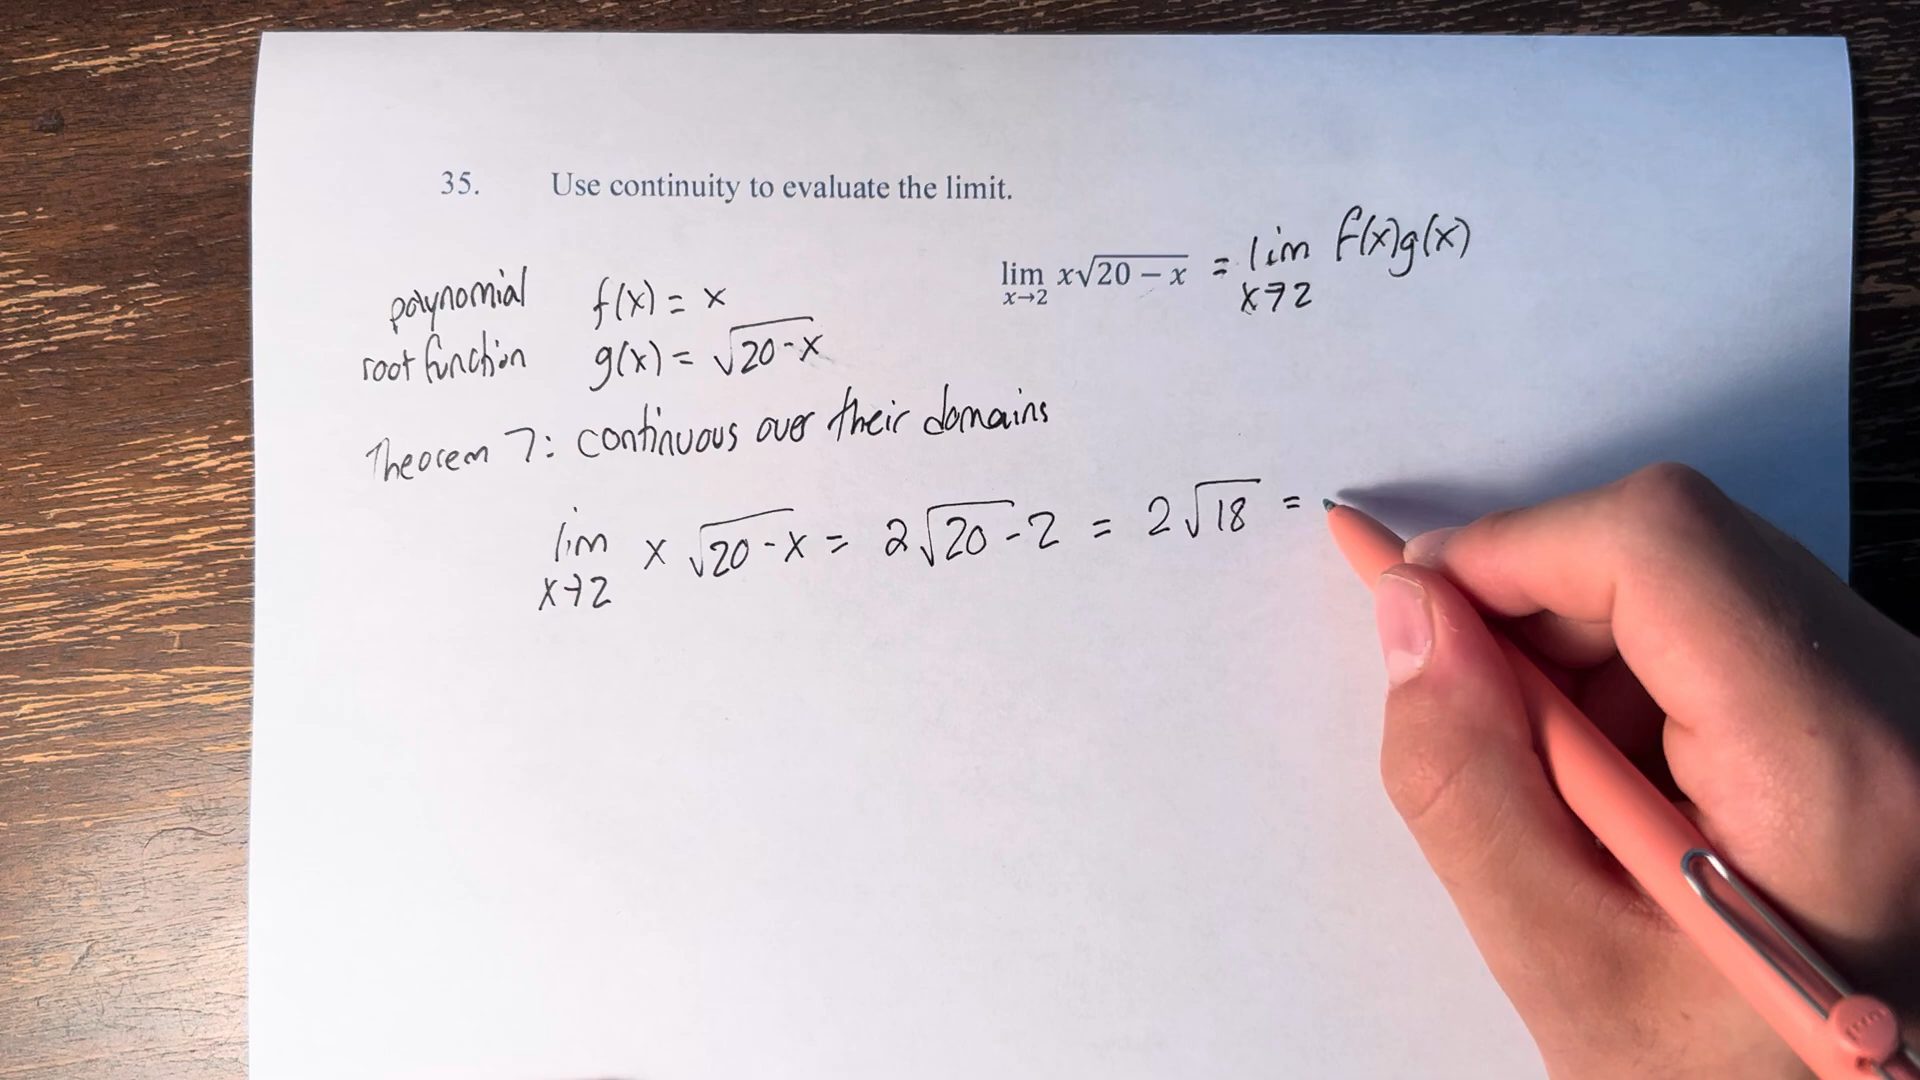 35. Use continuity to evaluate the limit.
lim x→2 x√20 − x = lim x→2 f(x)g(x)
polynomial f(x) = x
root function g(x) = √20-x
Theorem 7: continuous over their domains
lim x→2 x √20-x = 2√20-2 = 2√18 =